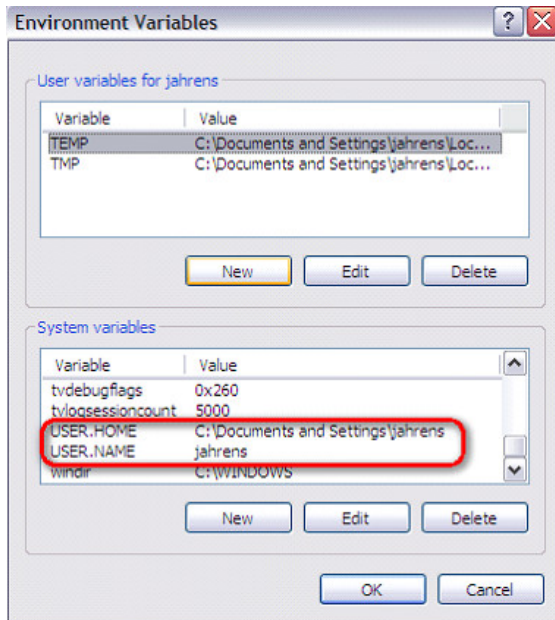 Environment Variables
User variables for jahrens
Variable Value
TEMP C:\Documents and Settings\jahrens\Loc...
TMP C:\Documents and Settings\jahrens\Loc...
New Edit Delete
System variables
Variable Value
tvdebugflags 0x260
tvlogsessioncount 5000
USER.HOME C:\Documents and Settings\jahrens
USER.NAME jahrens
windir C:\WINDOWS
New Edit Delete
OK Cancel